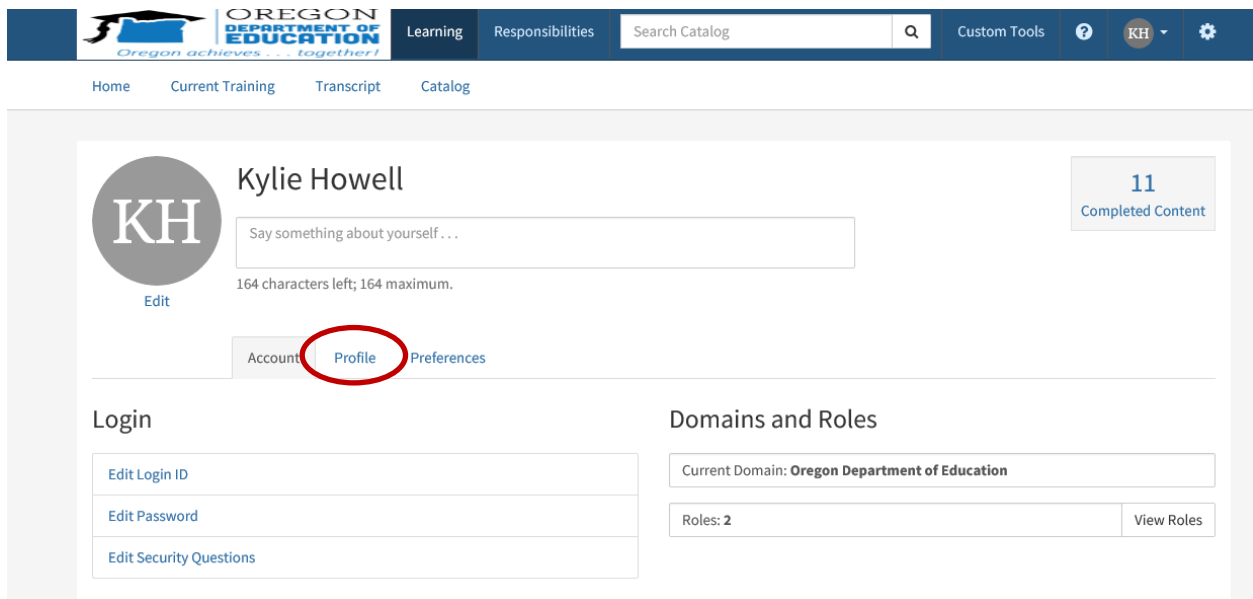 OREGON
DEPARTMENT OF
EDUCATION
Oregon achieves . . . together!
Learning
Responsibilities
Search Catalog
Custom Tools
?
KH
Home
Current Training
Transcript
Catalog
KH
Edit
Kylie Howell
Say something about yourself . . .
164 characters left; 164 maximum.
11
Completed Content
Account
Profile
Preferences
Login
Edit Login ID
Edit Password
Edit Security Questions
Domains and Roles
Current Domain: Oregon Department of Education
Roles: 2
View Roles